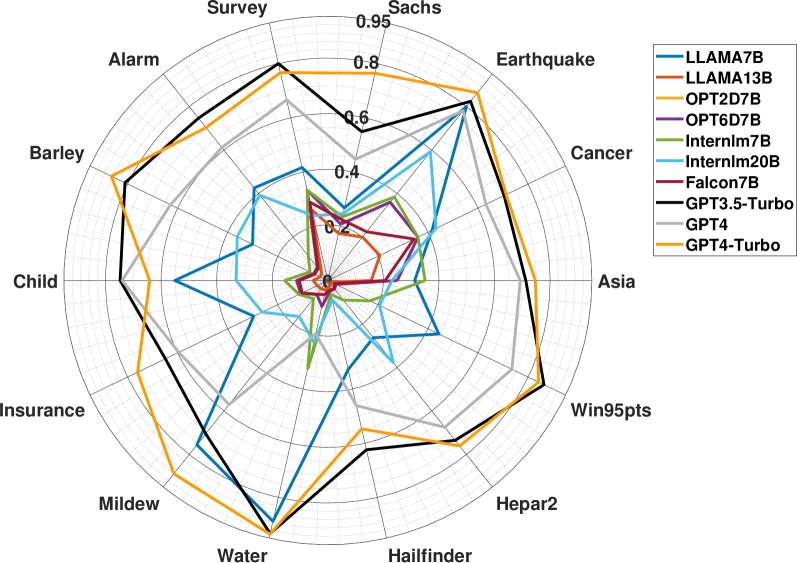 Survey
Sachs
0.95
Alarm
Earthquake
0.8
0.6
Barley
Cancer
0.4
0.2
Child
0
Asia
Insurance
Win95pts
Mildew
Hepar2
Water
Hailfinder
LLAMA7B
LLAMA13B
OPT2D7B
OPT6D7B
Internlm7B
Internlm20B
Falcon7B
GPT3.5-Turbo
GPT4
GPT4-Turbo